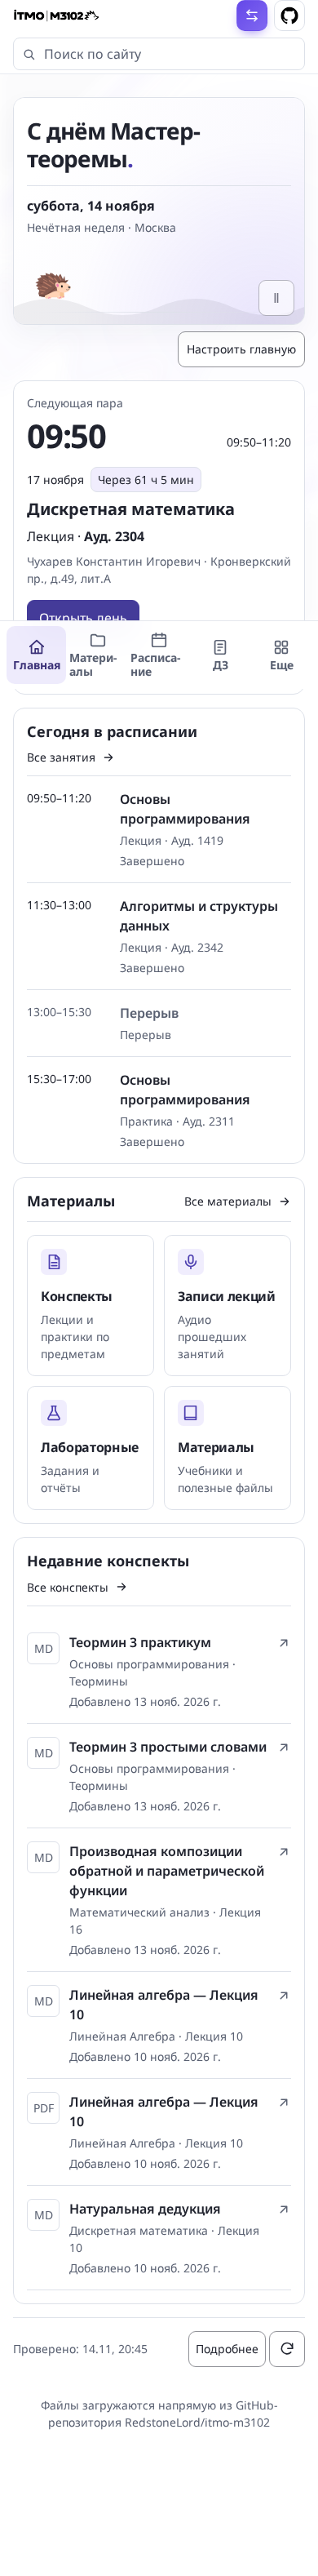 ITMO | M3102
Поиск по сайту
С днём Мастер-
теоремы.
суббота, 14 ноября
Нечётная неделя · Москва
Настроить главную
Следующая пара
09:50
09:50–11:20
17 ноября
Через 61 ч 5 мин
Дискретная математика
Лекция · Ауд. 2304
Чухарев Константин Игоревич · Кронверкский
пр., д.49, лит.А
Открыть день
Главная
Матери-
алы
Расписа-
ние
ДЗ
Еще
Сегодня в расписании
Все занятия →
09:50–11:20
Основы
программирования
Лекция · Ауд. 1419
Завершено
11:30–13:00
Алгоритмы и структуры
данных
Лекция · Ауд. 2342
Завершено
13:00–15:30
Перерыв
Перерыв
15:30–17:00
Основы
программирования
Практика · Ауд. 2311
Завершено
Материалы
Все материалы →
Конспекты
Лекции и
практики по
предметам
Записи лекций
Аудио
прошедших
занятий
Лабораторные
Задания и
отчёты
Материалы
Учебники и
полезные файлы
Недавние конспекты
Все конспекты →
MD
Теормин 3 практикум
Основы программирования ·
Теормины
Добавлено 13 нояб. 2026 г.
MD
Теормин 3 простыми словами
Основы программирования ·
Теормины
Добавлено 13 нояб. 2026 г.
MD
Производная композиции
обратной и параметрической
функции
Математический анализ · Лекция
16
Добавлено 13 нояб. 2026 г.
MD
Линейная алгебра — Лекция
10
Линейная Алгебра · Лекция 10
Добавлено 10 нояб. 2026 г.
PDF
Линейная алгебра — Лекция
10
Линейная Алгебра · Лекция 10
Добавлено 10 нояб. 2026 г.
MD
Натуральная дедукция
Дискретная математика · Лекция
10
Добавлено 10 нояб. 2026 г.
Проверено: 14.11, 20:45
Подробнее
Файлы загружаются напрямую из GitHub-
репозитория RedstoneLord/itmo-m3102